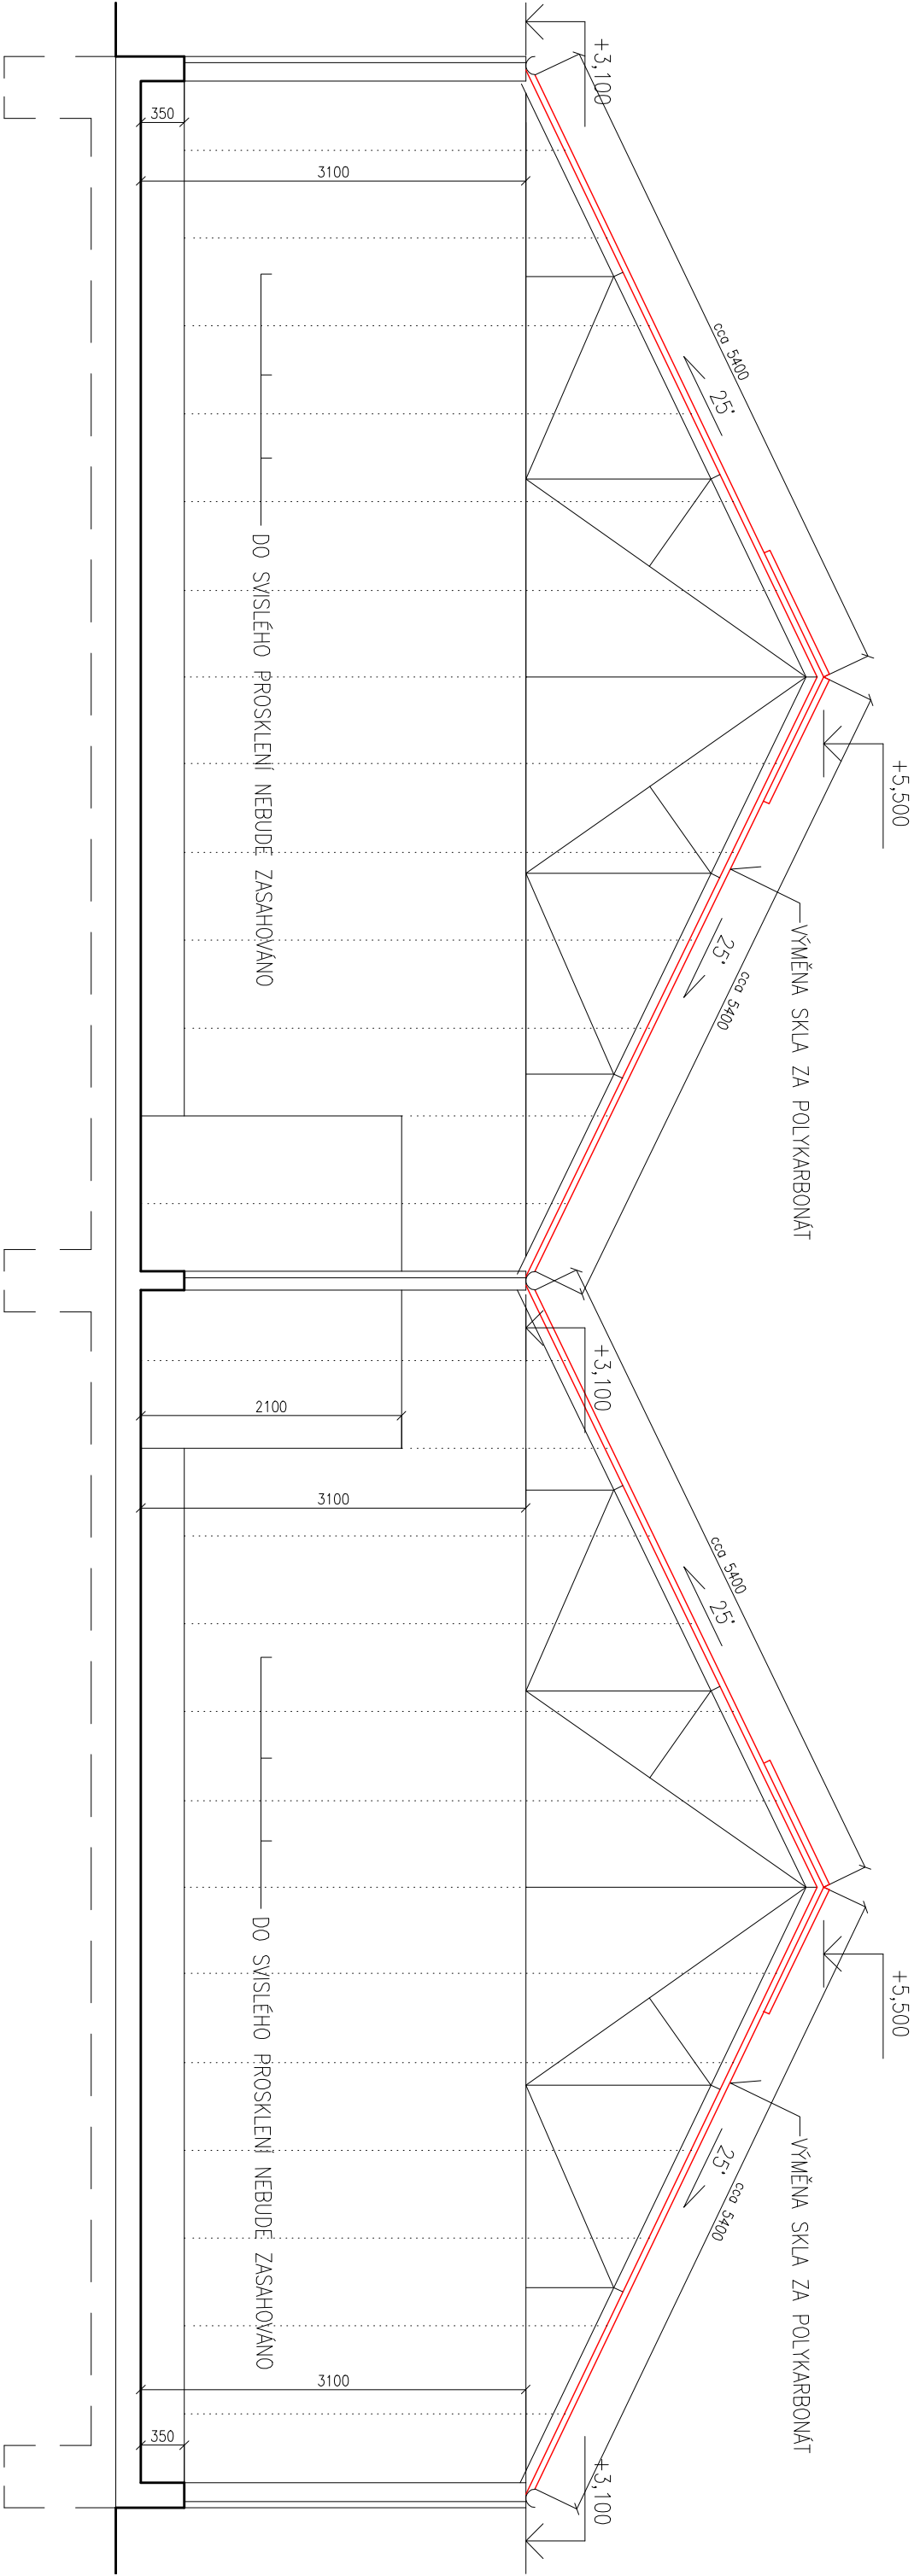 +3,100
350
3100
cca 5400
25°
DO SVISLÉHO PROSKLENÍ NEBUDE ZASAHOVÁNO
+5,500
VÝMĚNA SKLA ZA POLYKARBONÁT
25°
cca 5400
+3,100
2100
3100
cca 5400
25°
DO SVISLÉHO PROSKLENÍ NEBUDE ZASAHOVÁNO
+5,500
VÝMĚNA SKLA ZA POLYKARBONÁT
25°
cca 5400
3100
350
+3,100